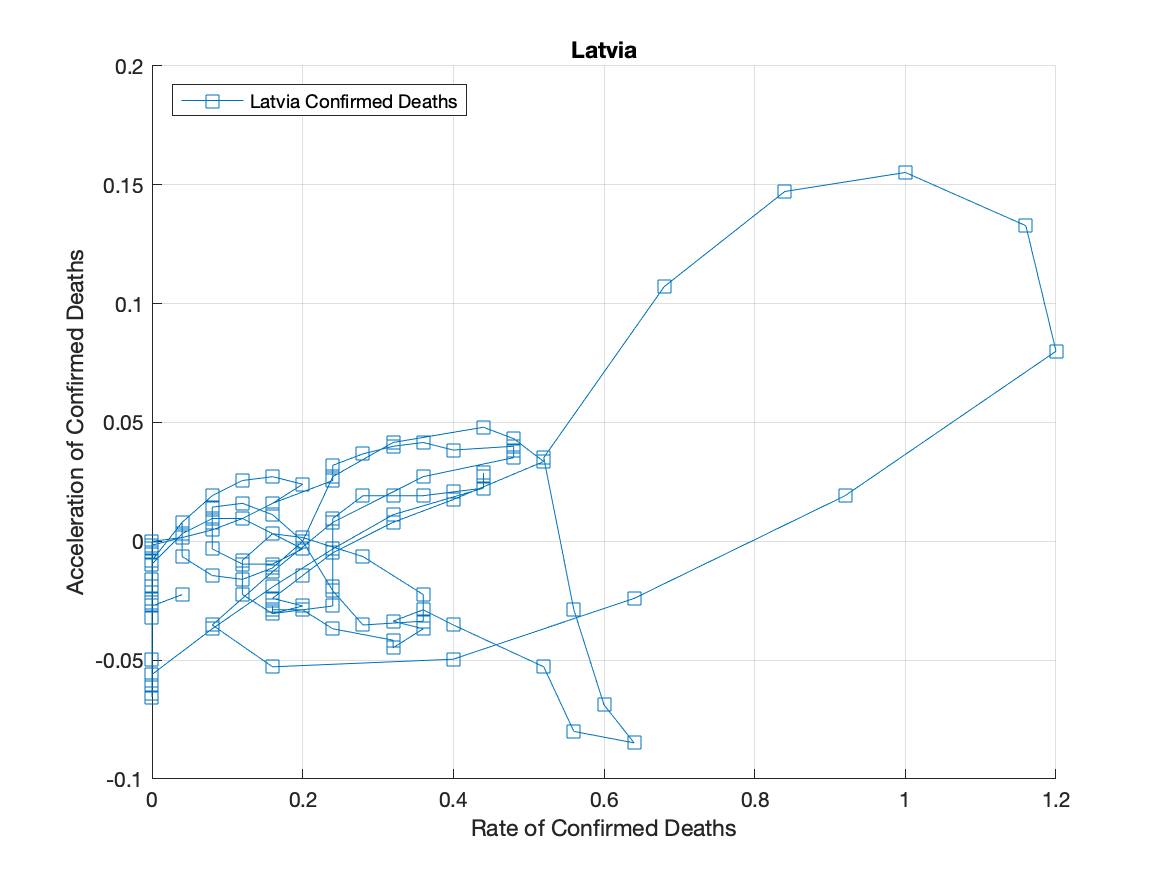 Latvia
Latvia Confirmed Deaths
0.2
0.15
0.1
0.05
0
-0.05
-0.1
Acceleration of Confirmed Deaths
0 0.2 0.4 0.6 0.8 1 1.2
Rate of Confirmed Deaths